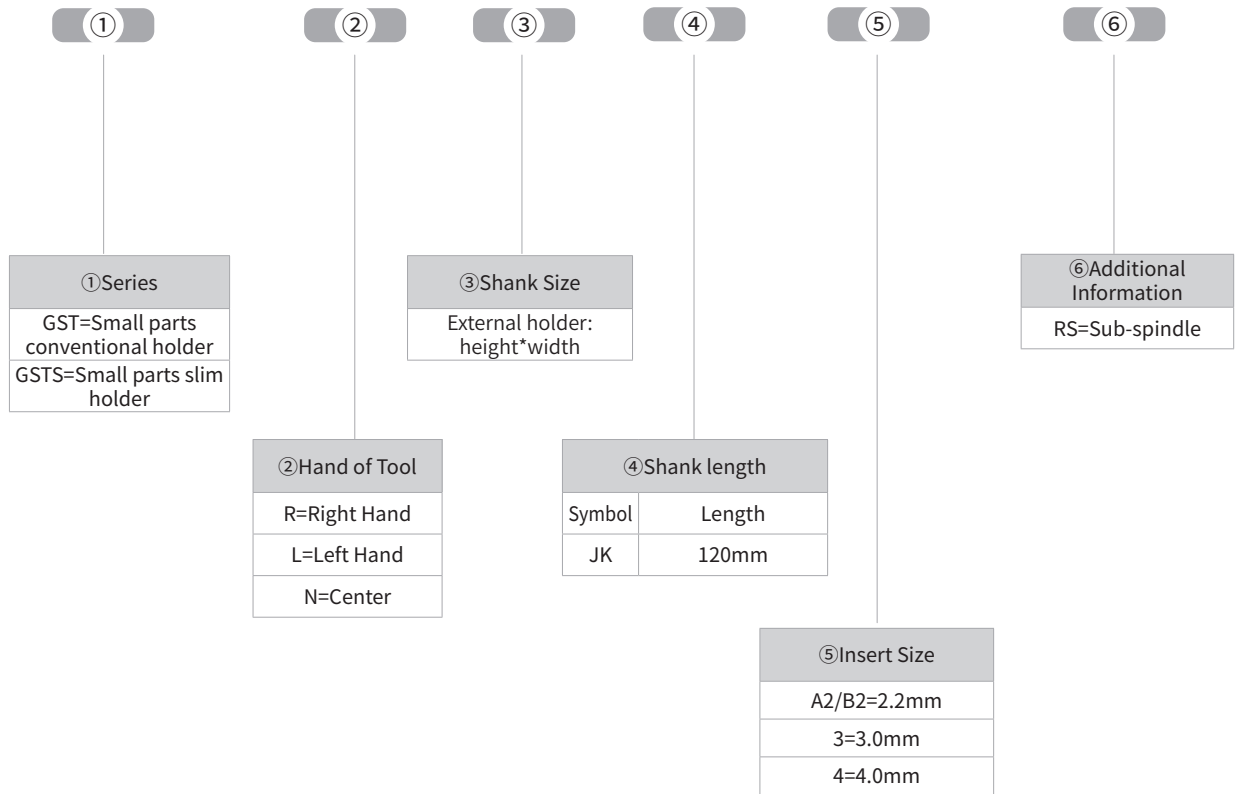 ① ② ③ ④ ⑤ ⑥
①Series
GST=Small parts
conventional holder
GSTS=Small parts slim
holder
③Shank Size
External holder:
height*width
⑥Additional
Information
RS=Sub-spindle
②Hand of Tool
R=Right Hand
L=Left Hand
N=Center
④Shank length
Symbol Length
JK 120mm
⑤Insert Size
A2/B2=2.2mm
3=3.0mm
4=4.0mm